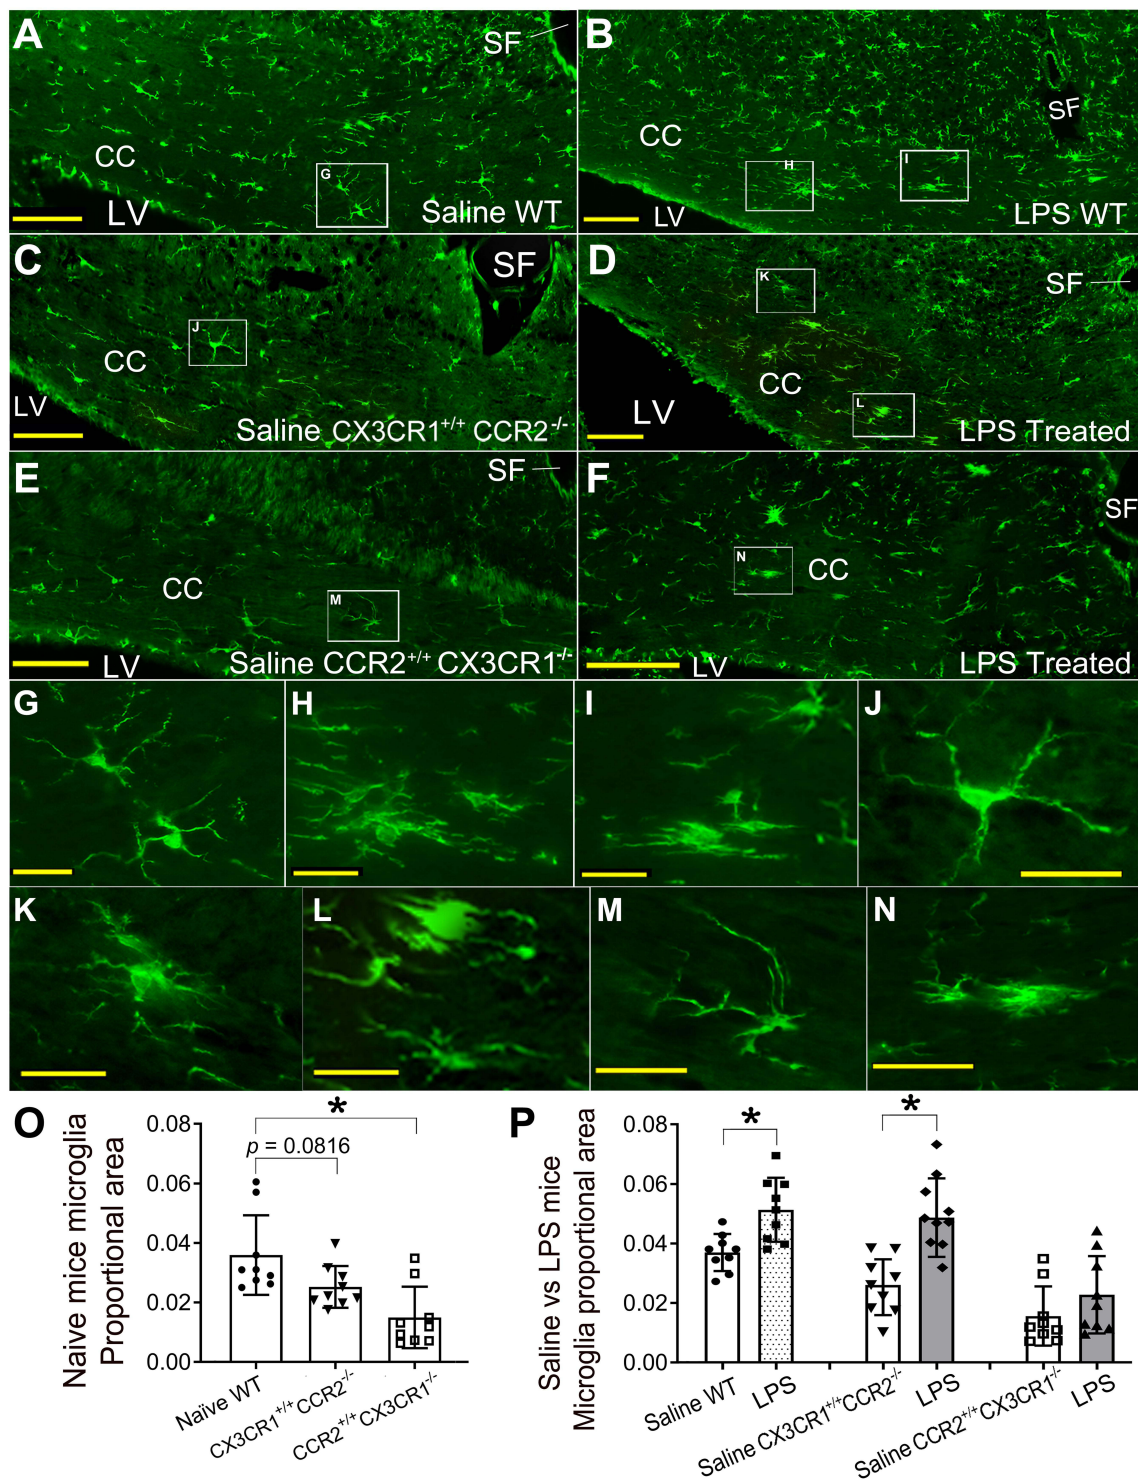 A
SF
CC
G
LV
Saline WT
B
SF
CC
H
I
LV
LPS WT
C
SF
J
CC
LV
Saline CX3CR1+/+ CCR2-/-
D
K
SF
CC
L
LV
LPS Treated
E
SF
CC
M
LV
Saline CCR2+/+ CX3CR1-/-
F
SF
N
CC
LV
LPS Treated
G
H
I
J
K
L
M
N
O
Naive mice microglia
Proportional area
0.08
0.06
0.04
0.02
0.00
*
p = 0.0816
Naïve WT
CX3CR1+/+ CCR2-/-
CCR2+/+ CX3CR1-/-
P
Saline vs LPS mice
Microglia proportional area
0.08
0.06
0.04
0.02
0.00
*
*
Saline WT
LPS
Saline CX3CR1+/+CCR2-/-
LPS
Saline CCR2+/+CX3CR1-/-
LPS